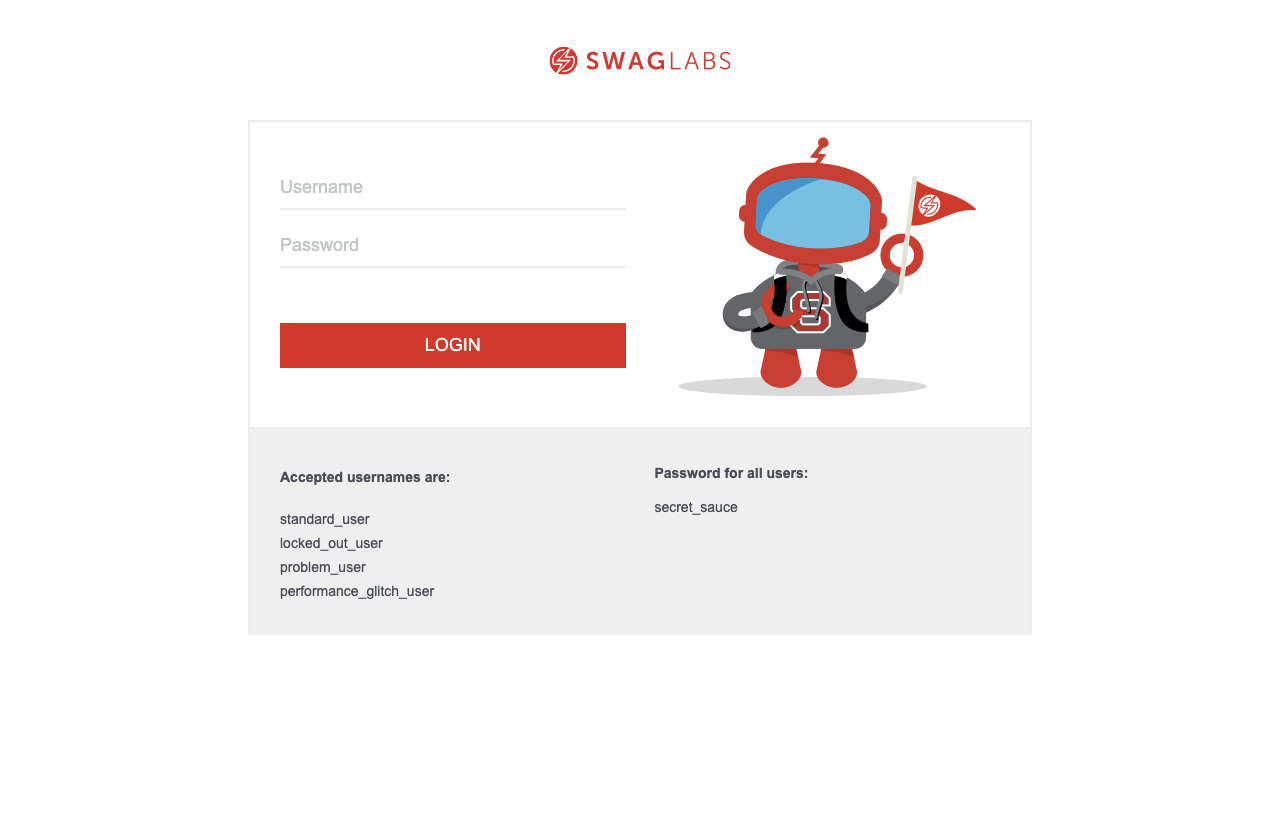 SWAGLABS
Username
Password
LOGIN
S
Accepted usernames are:
standard_user
locked_out_user
problem_user
performance_glitch_user
Password for all users:
secret_sauce